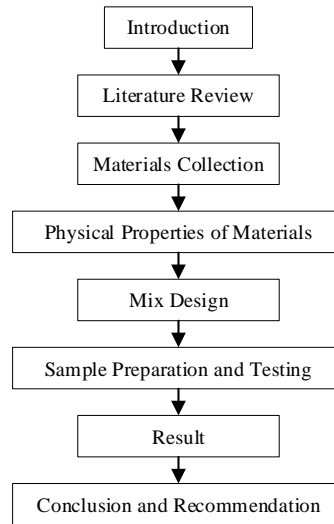 Introduction
Literature Review
Materials Collection
Physical Properties of Materials
Mix Design
Sample Preparation and Testing
Result
Conclusion and Recommendation